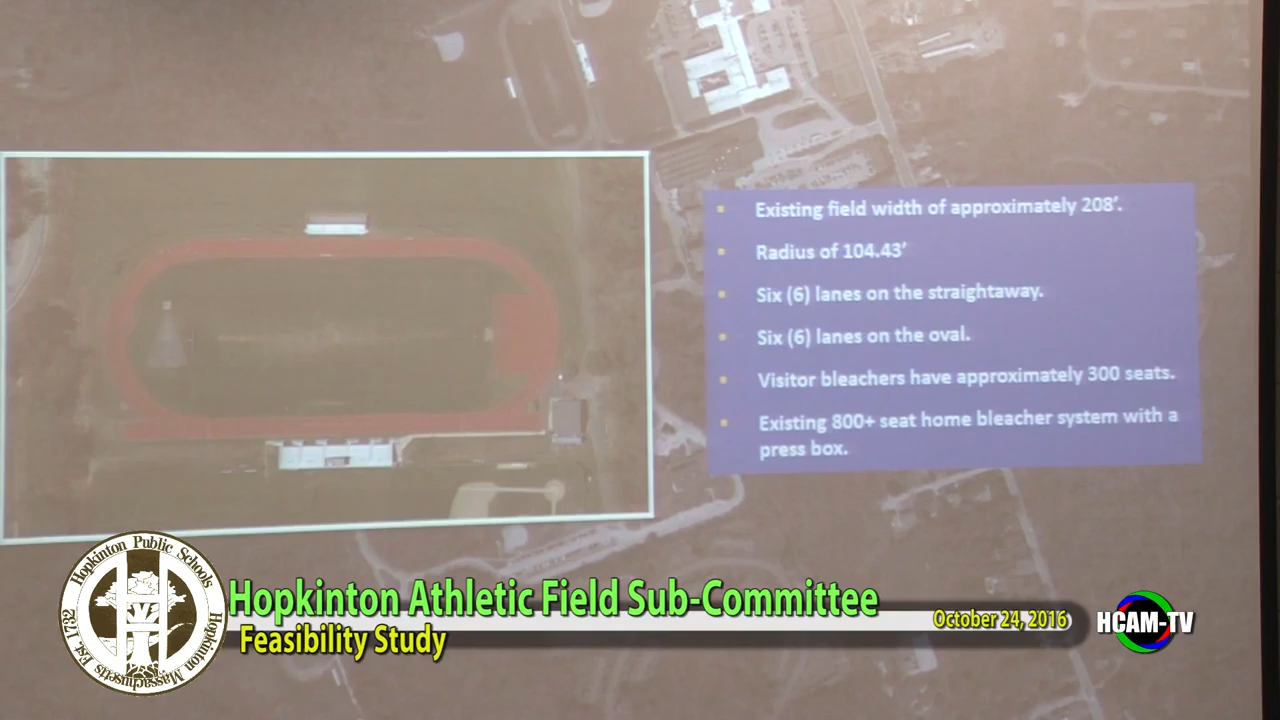 Existing field width of approximately 208'.
Radius of 104.43'
Six (6) lanes on the straightaway.
Six (6) lanes on the oval.
Visitor bleachers have approximately 300 seats.
Existing 800+ seat home bleacher system with a
press box.
Hopkinton Public Schools
Hopkinton, Massachusetts
Est. 1732
H
Hopkinton Athletic Field Sub-Committee
Feasibility Study
October 24, 2016
HCAM-TV